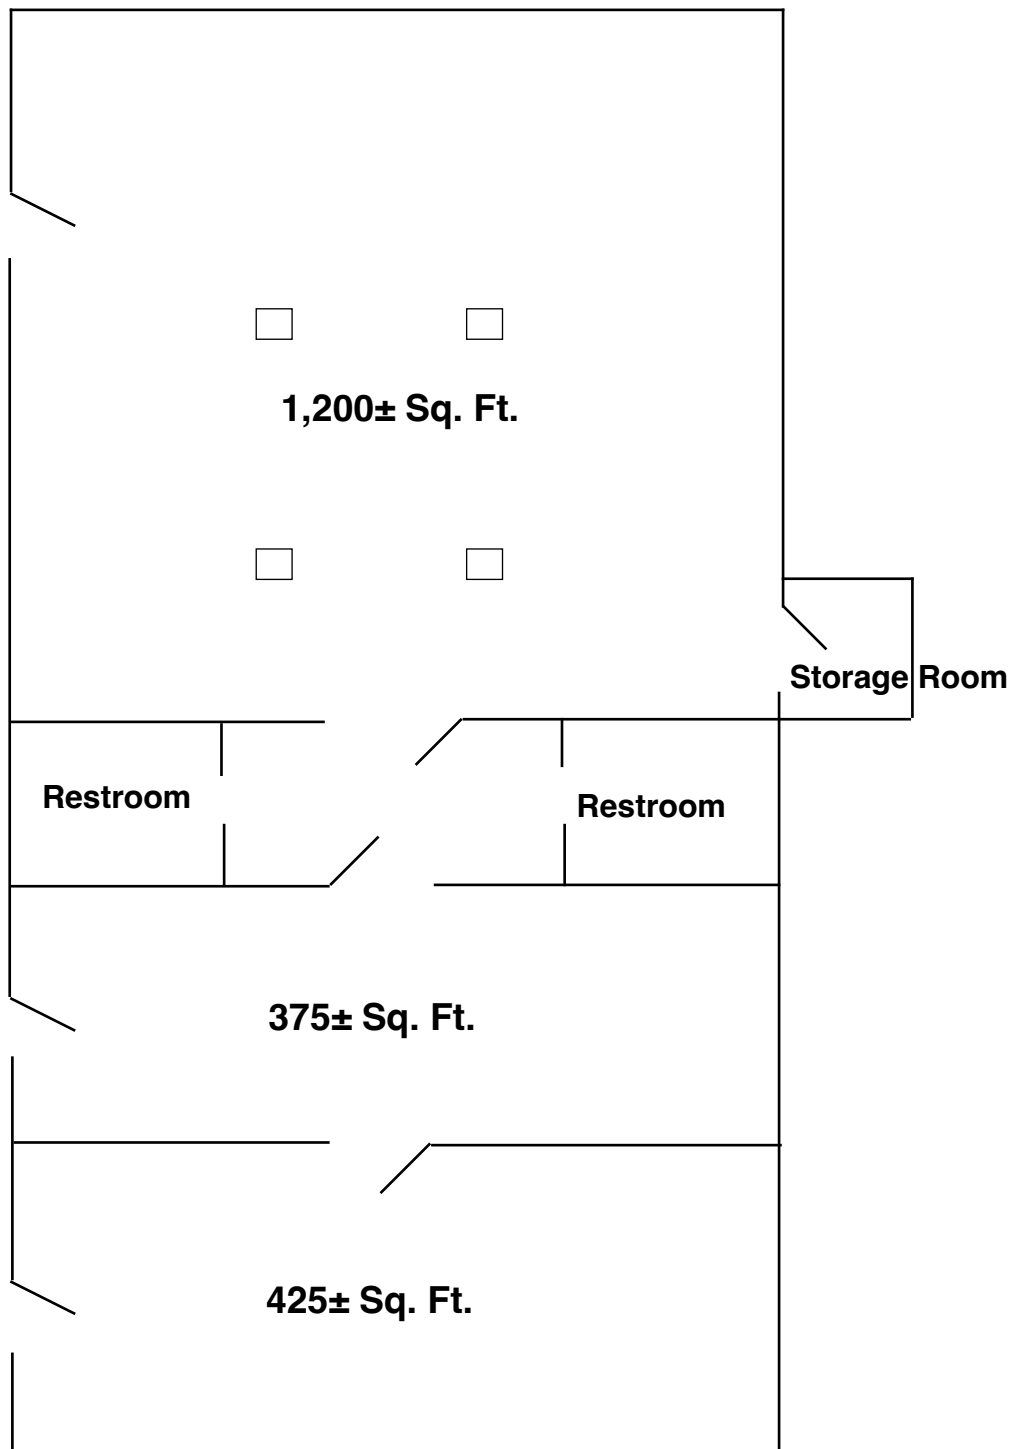 1,200± Sq. Ft.
Storage Room
Restroom
Restroom
375± Sq. Ft.
425± Sq. Ft.